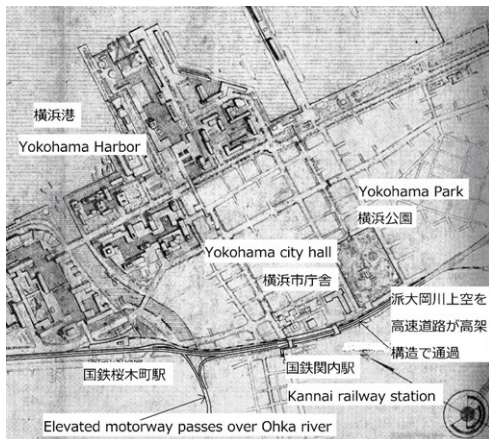 横浜港
Yokohama Harbor
Yokohama Park
横浜公園
Yokohama city hall
横浜市庁舎
派大岡川上空を
高速道路が高架
構造で通過
国鉄桜木町駅
国鉄関内駅
Kannai railway station
Elevated motorway passes over Ohka river